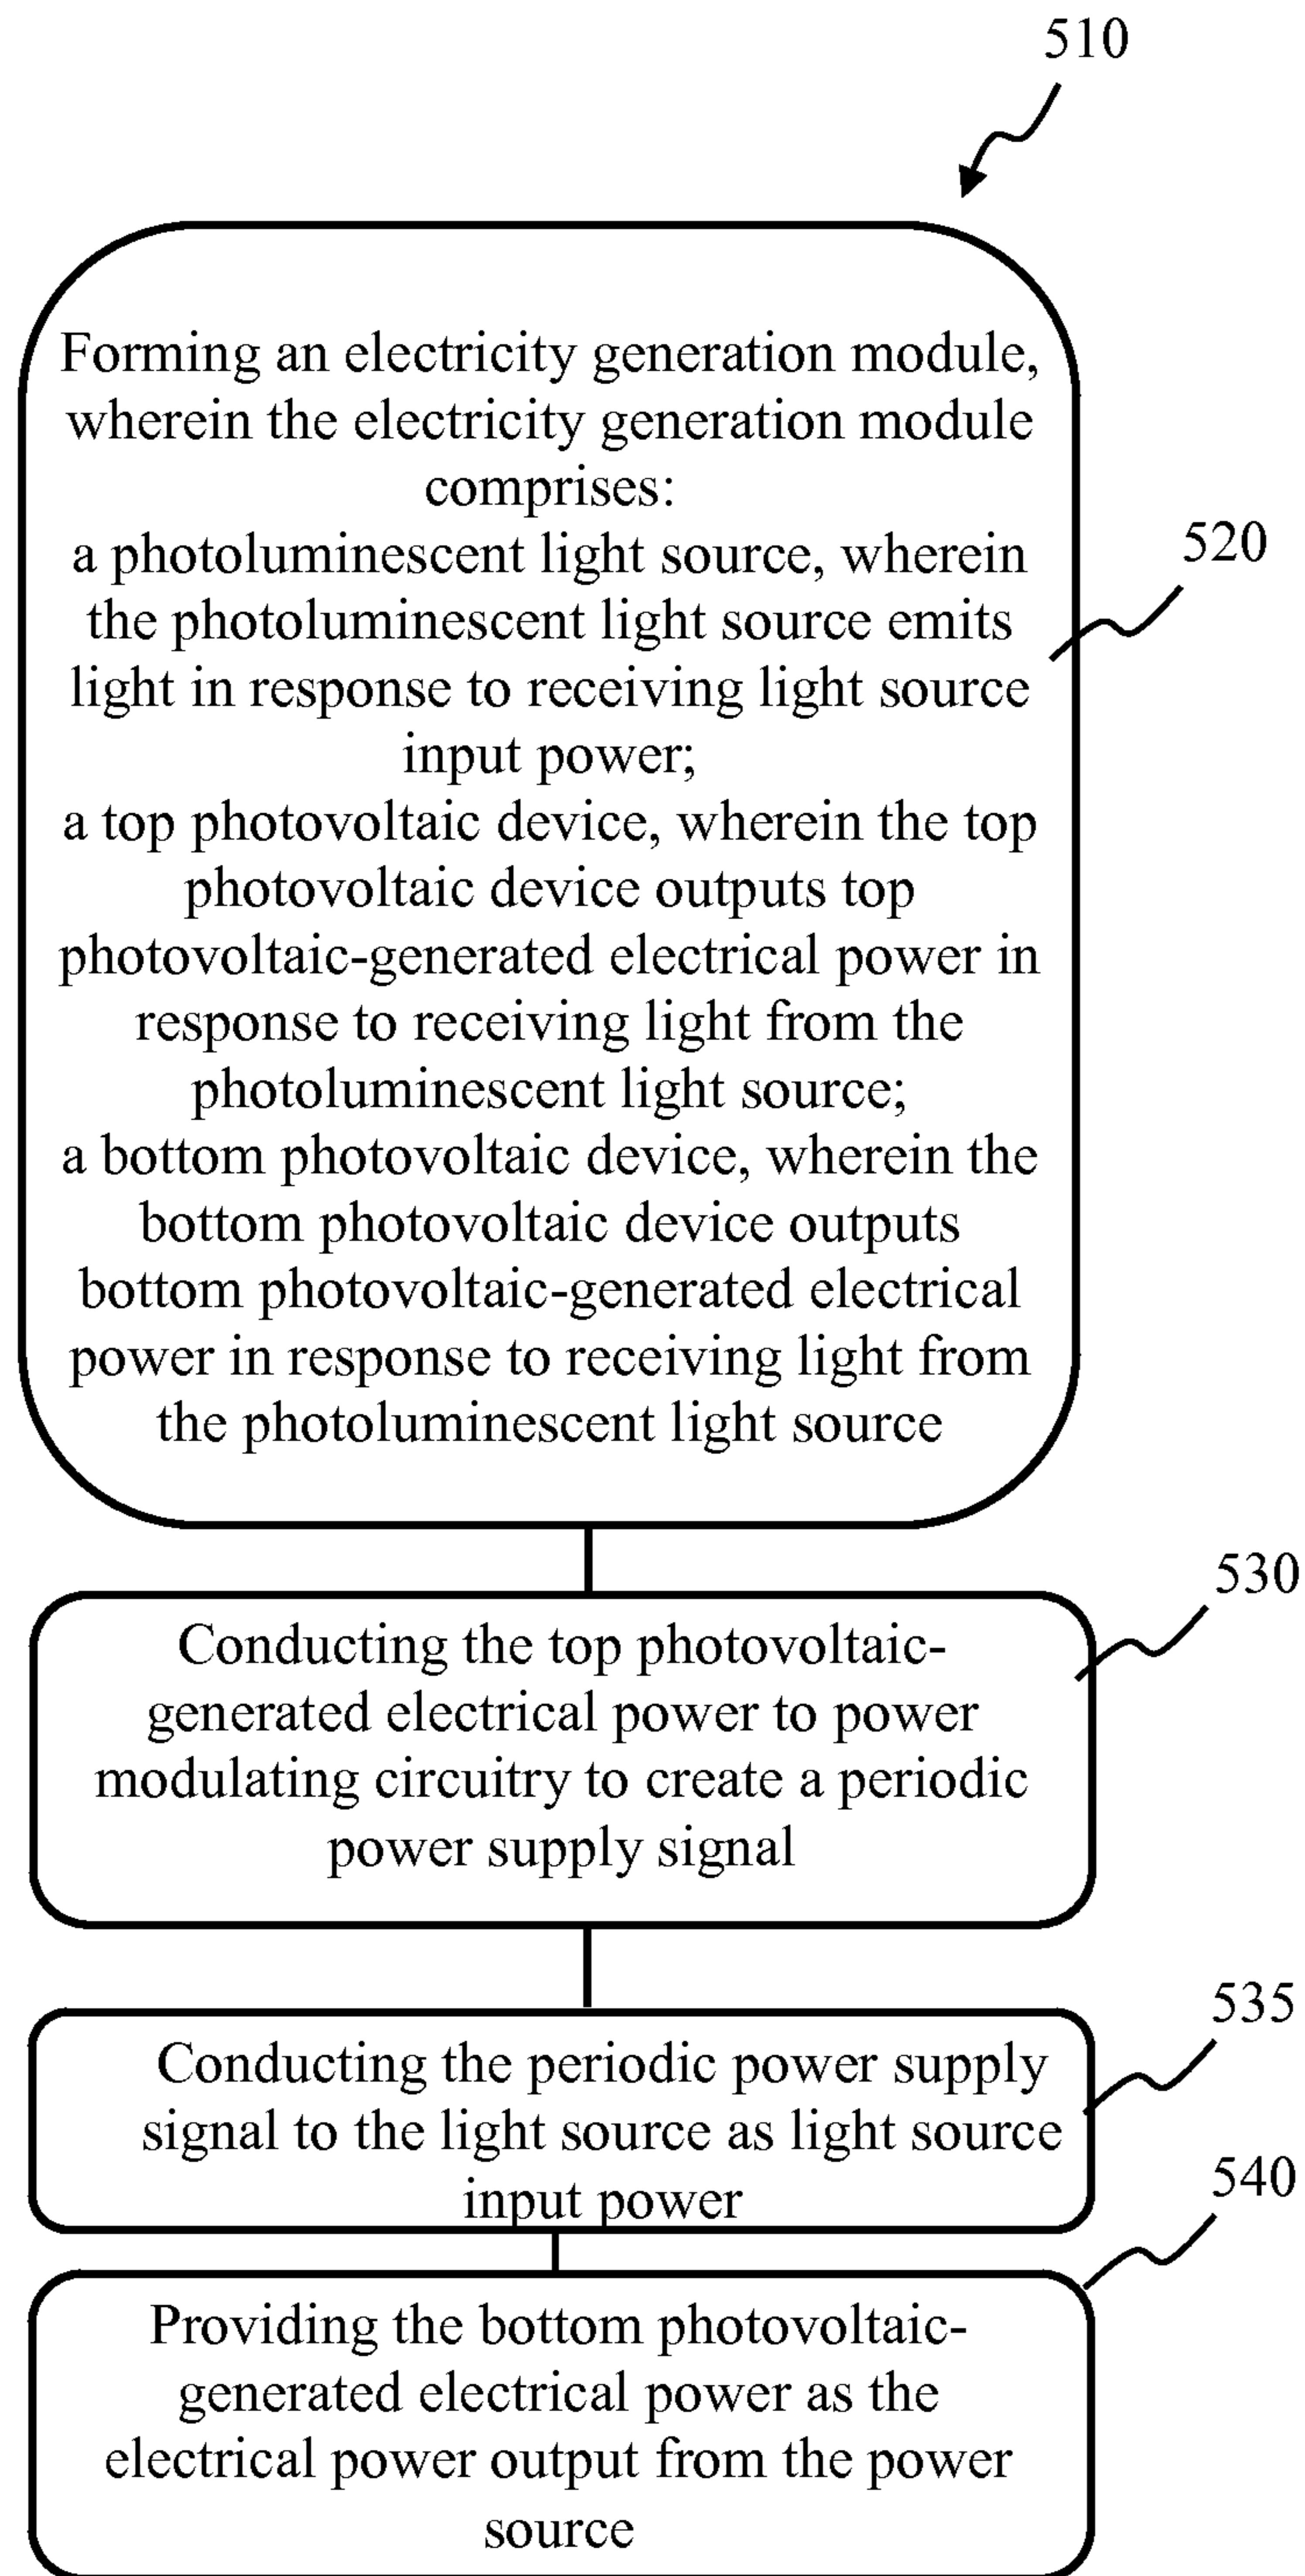 510
Forming an electricity generation module,
wherein the electricity generation module
comprises:
a photoluminescent light source, wherein
the photoluminescent light source emits
light in response to receiving light source
input power;
a top photovoltaic device, wherein the top
photovoltaic device outputs top
photovoltaic-generated electrical power in
response to receiving light from the
photoluminescent light source;
a bottom photovoltaic device, wherein the
bottom photovoltaic device outputs
bottom photovoltaic-generated electrical
power in response to receiving light from
the photoluminescent light source
520
Conducting the top photovoltaic-
generated electrical power to power
modulating circuitry to create a periodic
power supply signal
530
Conducting the periodic power supply
signal to the light source as light source
input power
535
Providing the bottom photovoltaic-
generated electrical power as the
electrical power output from the power
source
540